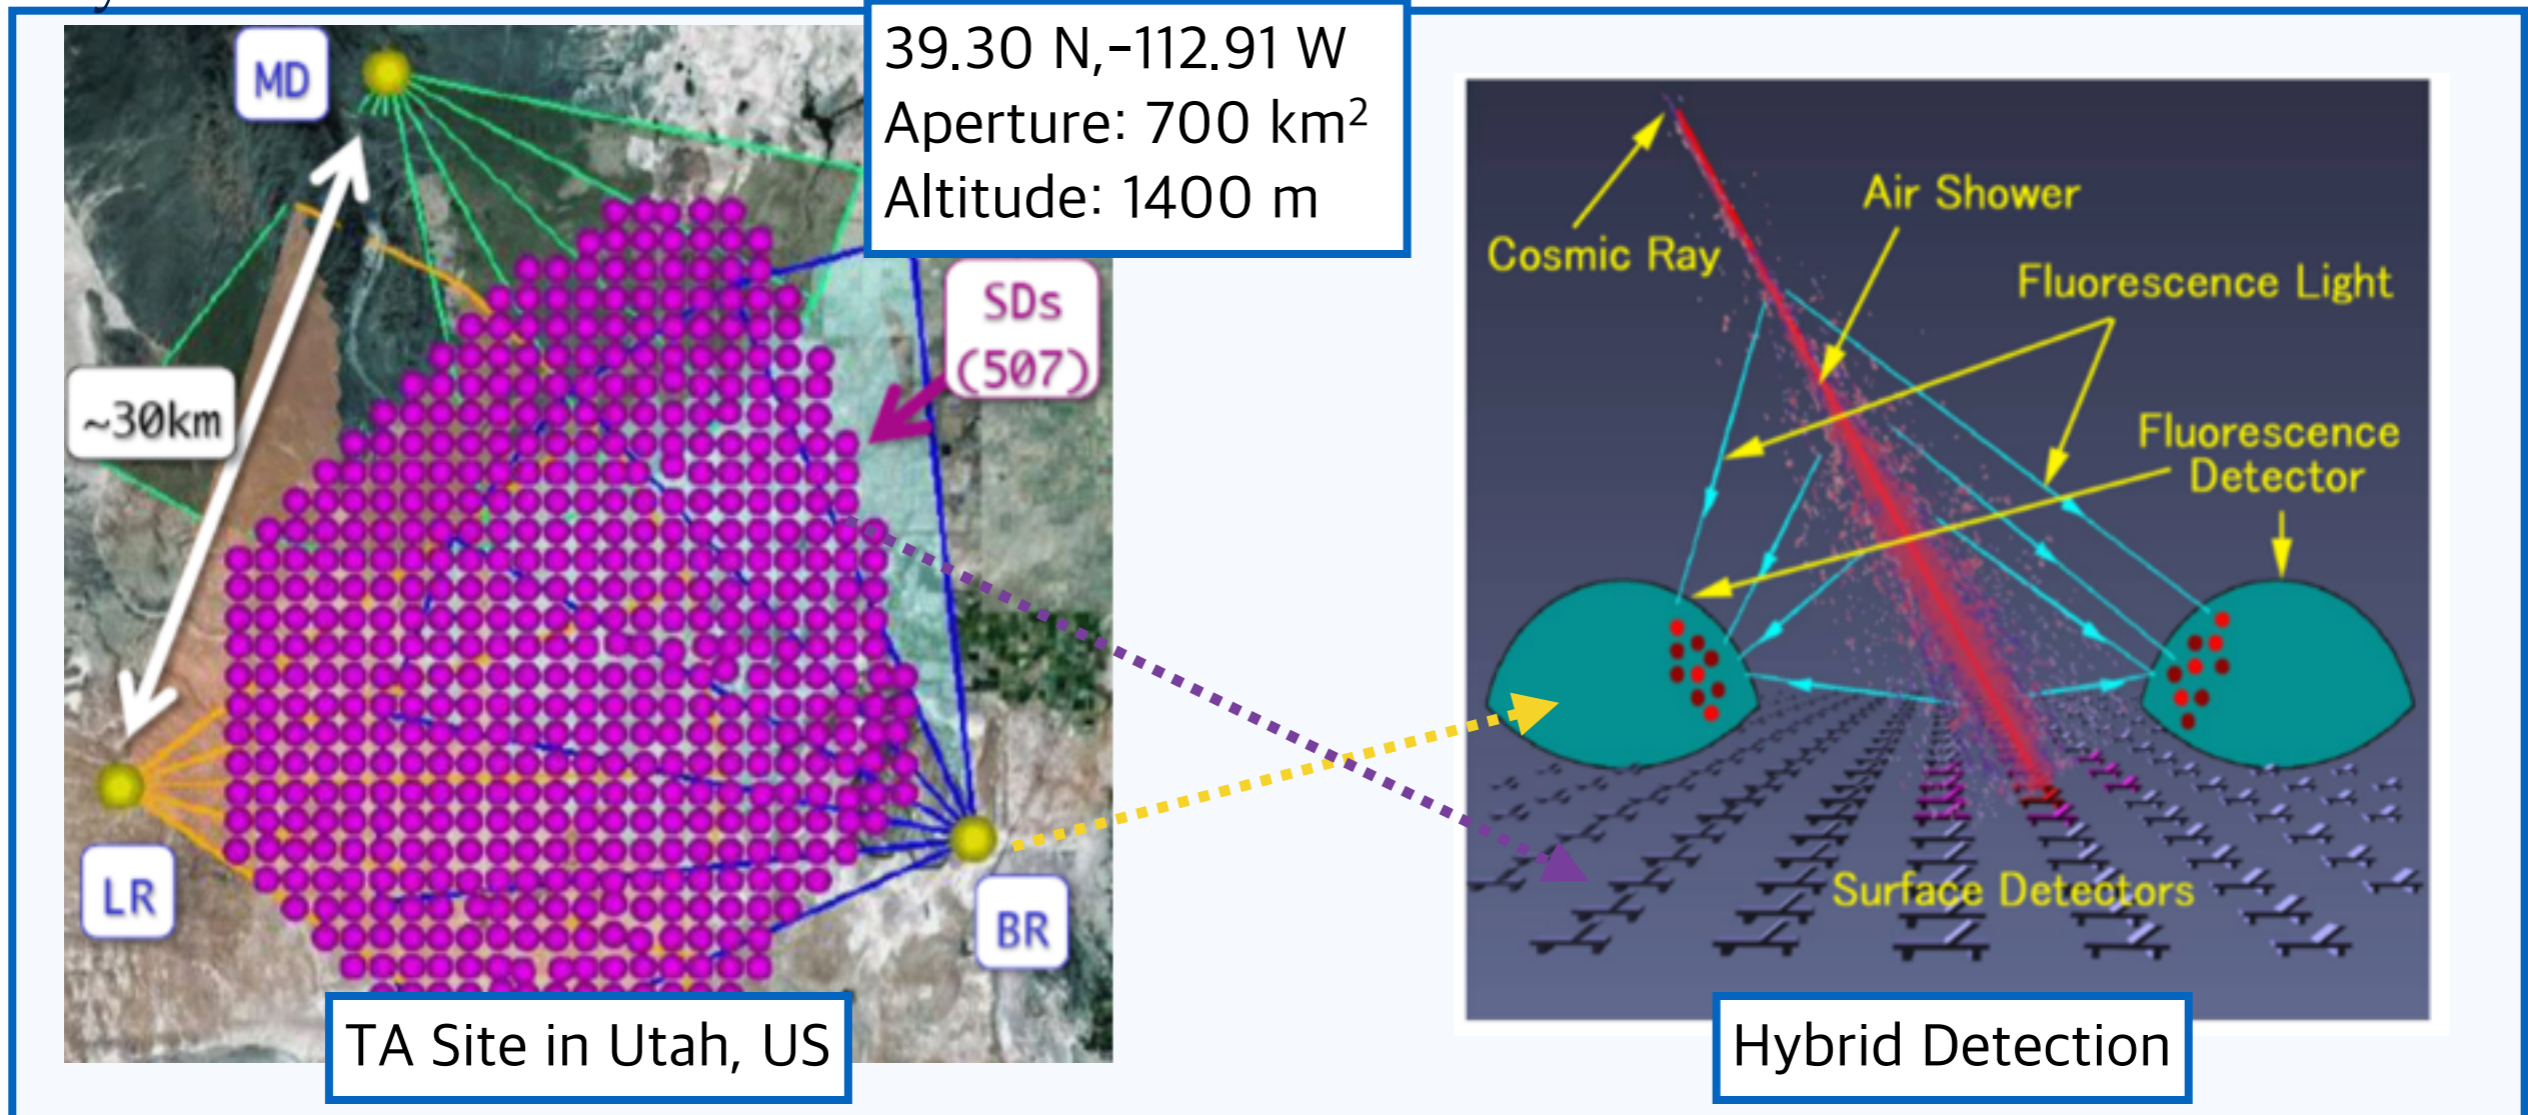 39.30 N,-112.91 W
Aperture: 700 km²
Altitude: 1400 m
MD
SDs
(507)
~30km
LR
BR
TA Site in Utah, US
Cosmic Ray
Air Shower
Fluorescence Light
Fluorescence
Detector
Surface Detectors
Hybrid Detection